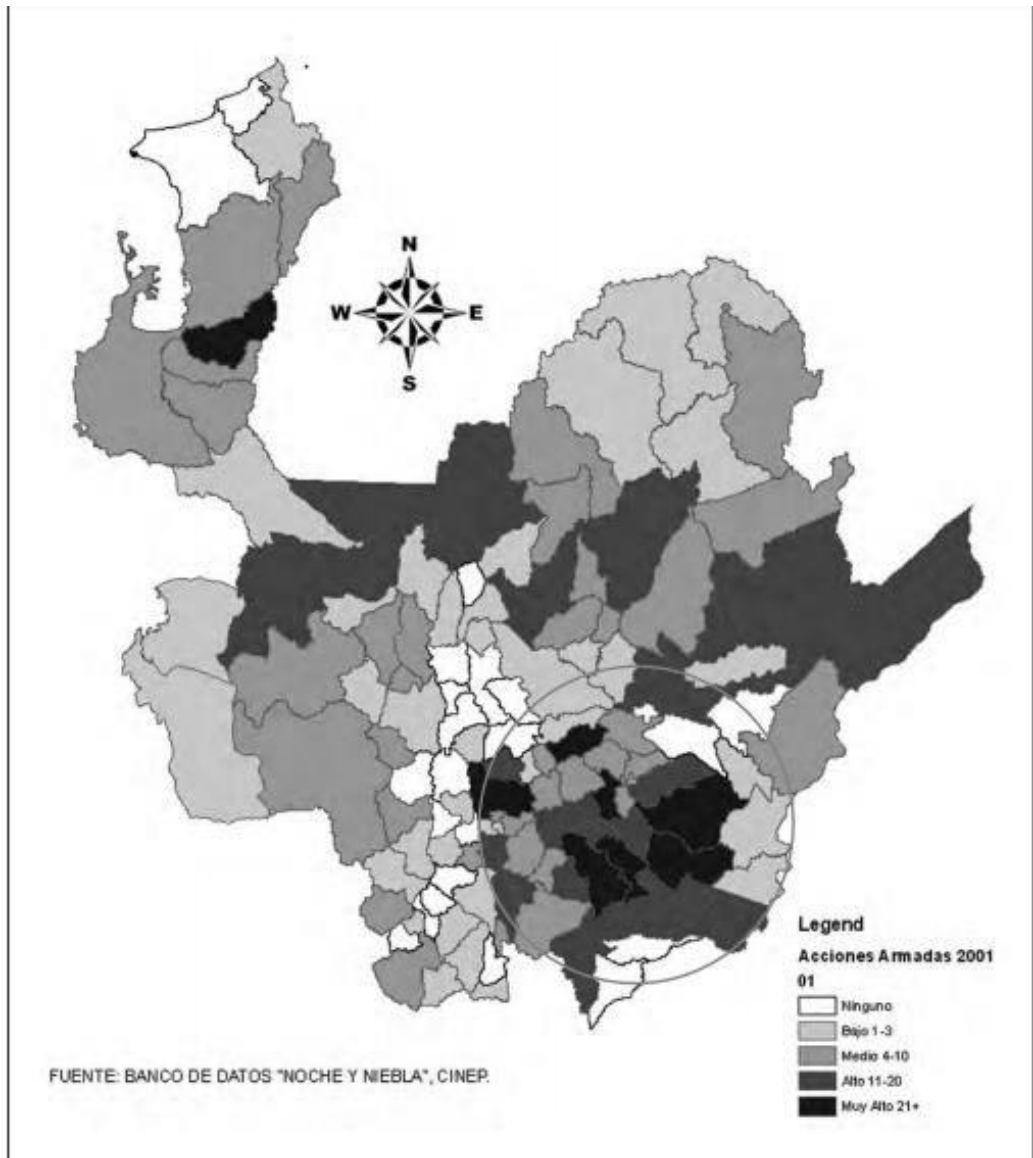 N
W E
S
Legend
Acciones Armadas 2001
01
Ninguno
Bajo 1-3
Medio 4-10
Alto 11-20
Muy Alto 21+
FUENTE: BANCO DE DATOS "NOCHE Y NIEBLA", CINEP.